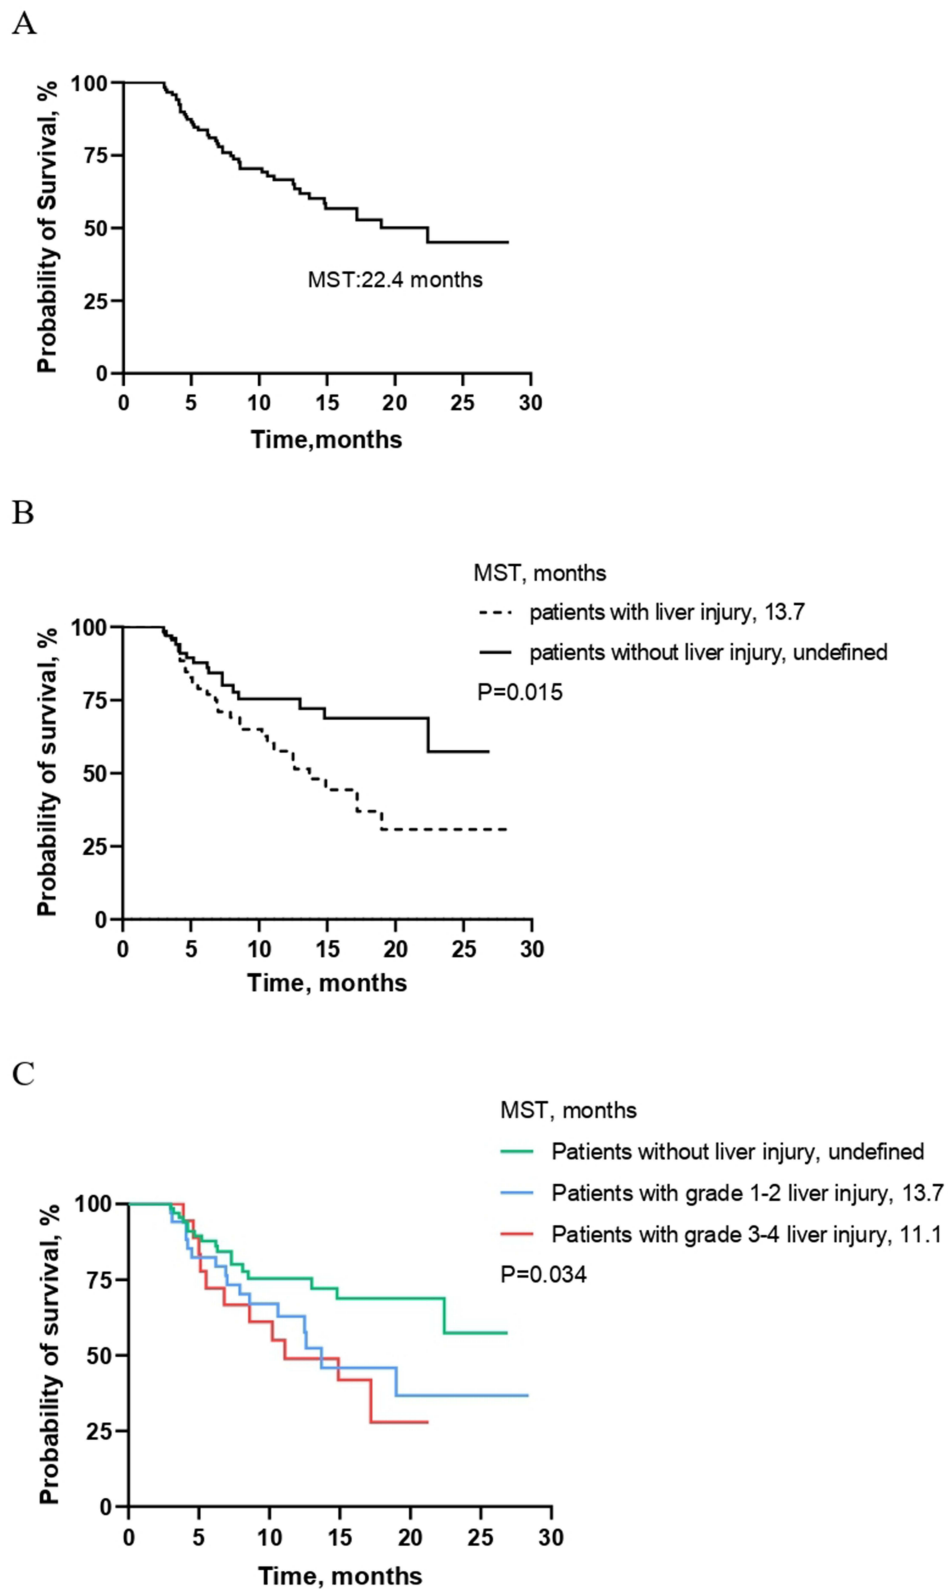 A
Probability of Survival, %
100
75
50
25
0
MST:22.4 months
0 5 10 15 20 25 30
Time,months
B
MST, months
patients with liver injury, 13.7
patients without liver injury, undefined
P=0.015
Probability of survival, %
100
75
50
25
0
0 5 10 15 20 25 30
Time, months
C
MST, months
Patients without liver injury, undefined
Patients with grade 1-2 liver injury, 13.7
Patients with grade 3-4 liver injury, 11.1
P=0.034
Probability of survival, %
100
75
50
25
0
0 5 10 15 20 25 30
Time, months